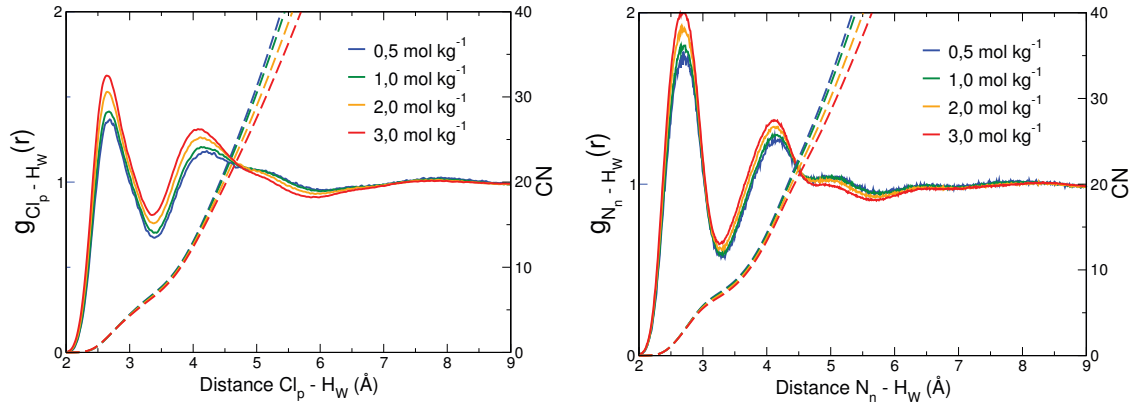 2
1
0
g Cl_p - H_W (r)
0,5 mol kg⁻¹
1,0 mol kg⁻¹
2,0 mol kg⁻¹
3,0 mol kg⁻¹
40
30
20
10
0
CN
2 3 4 5 6 7 8 9
Distance Cl_p - H_W (Å)
2
1
0
g N_n - H_W (r)
0,5 mol kg⁻¹
1,0 mol kg⁻¹
2,0 mol kg⁻¹
3,0 mol kg⁻¹
40
30
20
10
0
CN
2 3 4 5 6 7 8 9
Distance N_n - H_W (Å)